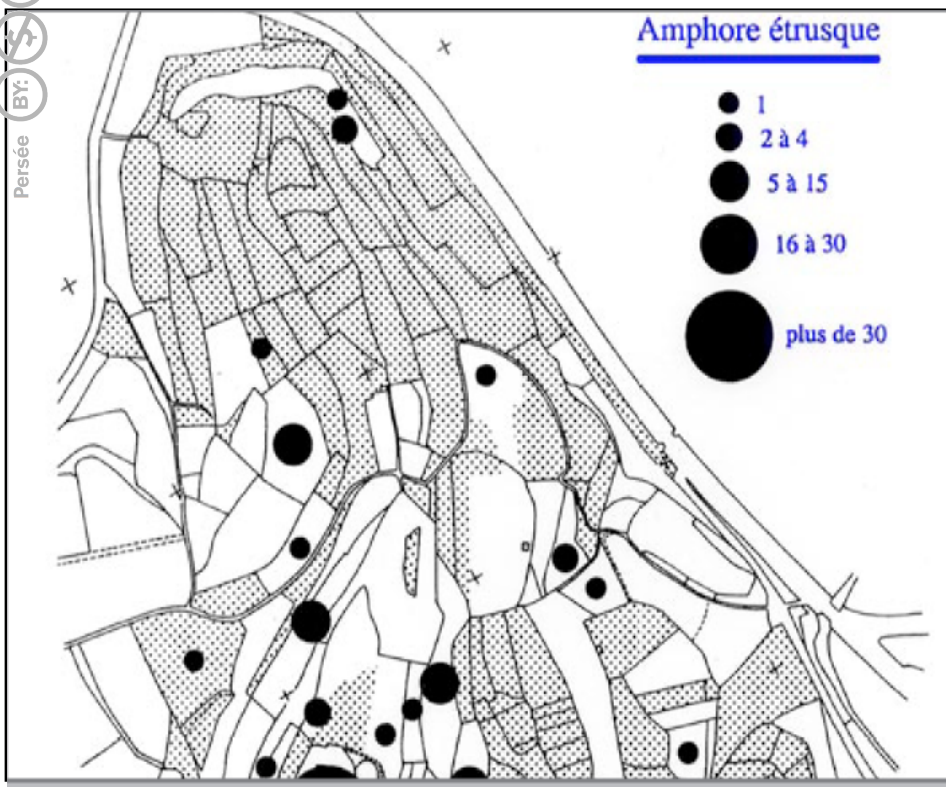 Amphore étrusque
1
2 à 4
5 à 15
16 à 30
plus de 30
Persée
BY:
$